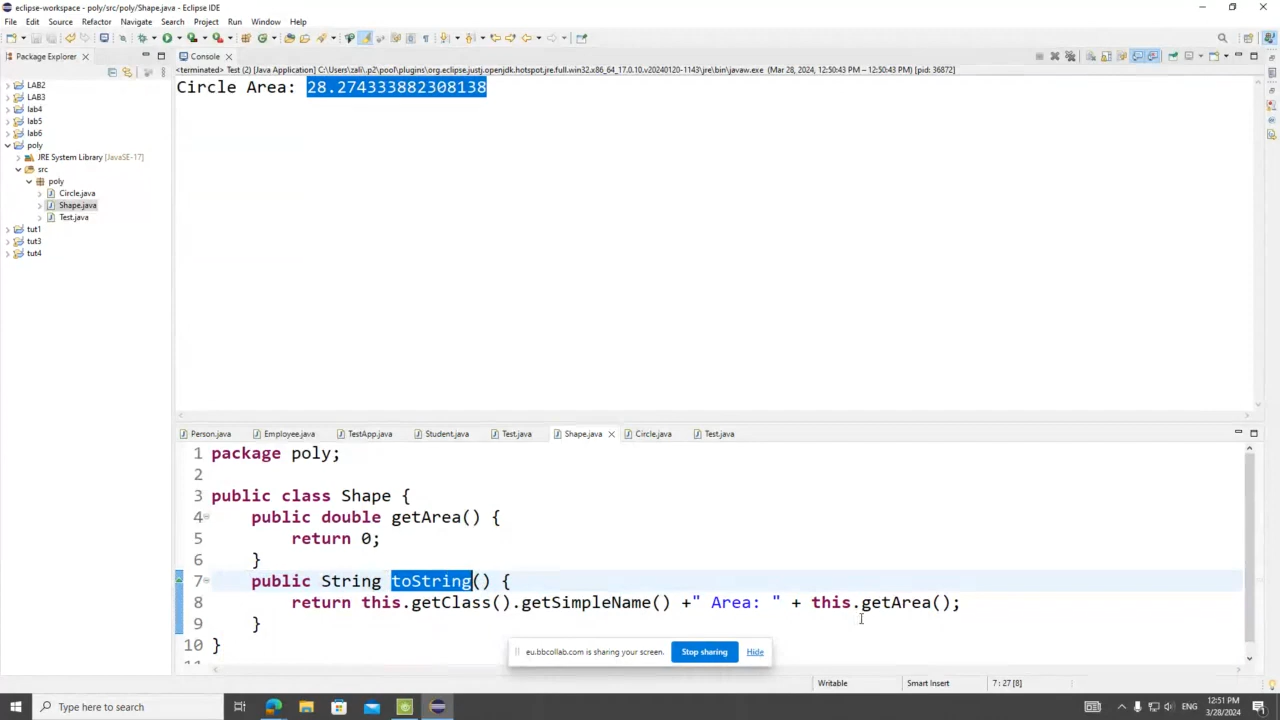 eclipse-workspace - poly/src/poly/Shape.java - Eclipse IDE
File Edit Source Refactor Navigate Search Project Run Window Help
Package Explorer
Console
<terminated> Test (2) [Java Application] C:\Users\zali\.p2\pool\plugins\org.eclipse.justj.openjdk.hotspot.jre.full.win32.x86_64_17.0.10.v20240120-1143\jre\bin\javaw.exe (Mar 28, 2024, 12:50:43 PM – 12:50:43 PM) [pid: 36872]
Circle Area: 28.274333882308138
LAB2
LAB3
lab4
lab5
lab6
poly
JRE System Library [JavaSE-17]
src
poly
Circle.java
Shape.java
Test.java
tut1
tut3
tut4
Person.java Employee.java TestApp.java Student.java Test.java Shape.java Circle.java Test.java
1 package poly;
2
3 public class Shape {
4 public double getArea() {
5 return 0;
6 }
7 public String toString() {
8 return this.getClass().getSimpleName() +" Area: " + this.getArea();
9 }
10 }
11
eu.bbcollab.com is sharing your screen. Stop sharing Hide
Writable Smart Insert 7 : 27 [8]
Type here to search
ENG
12:51 PM
3/28/2024